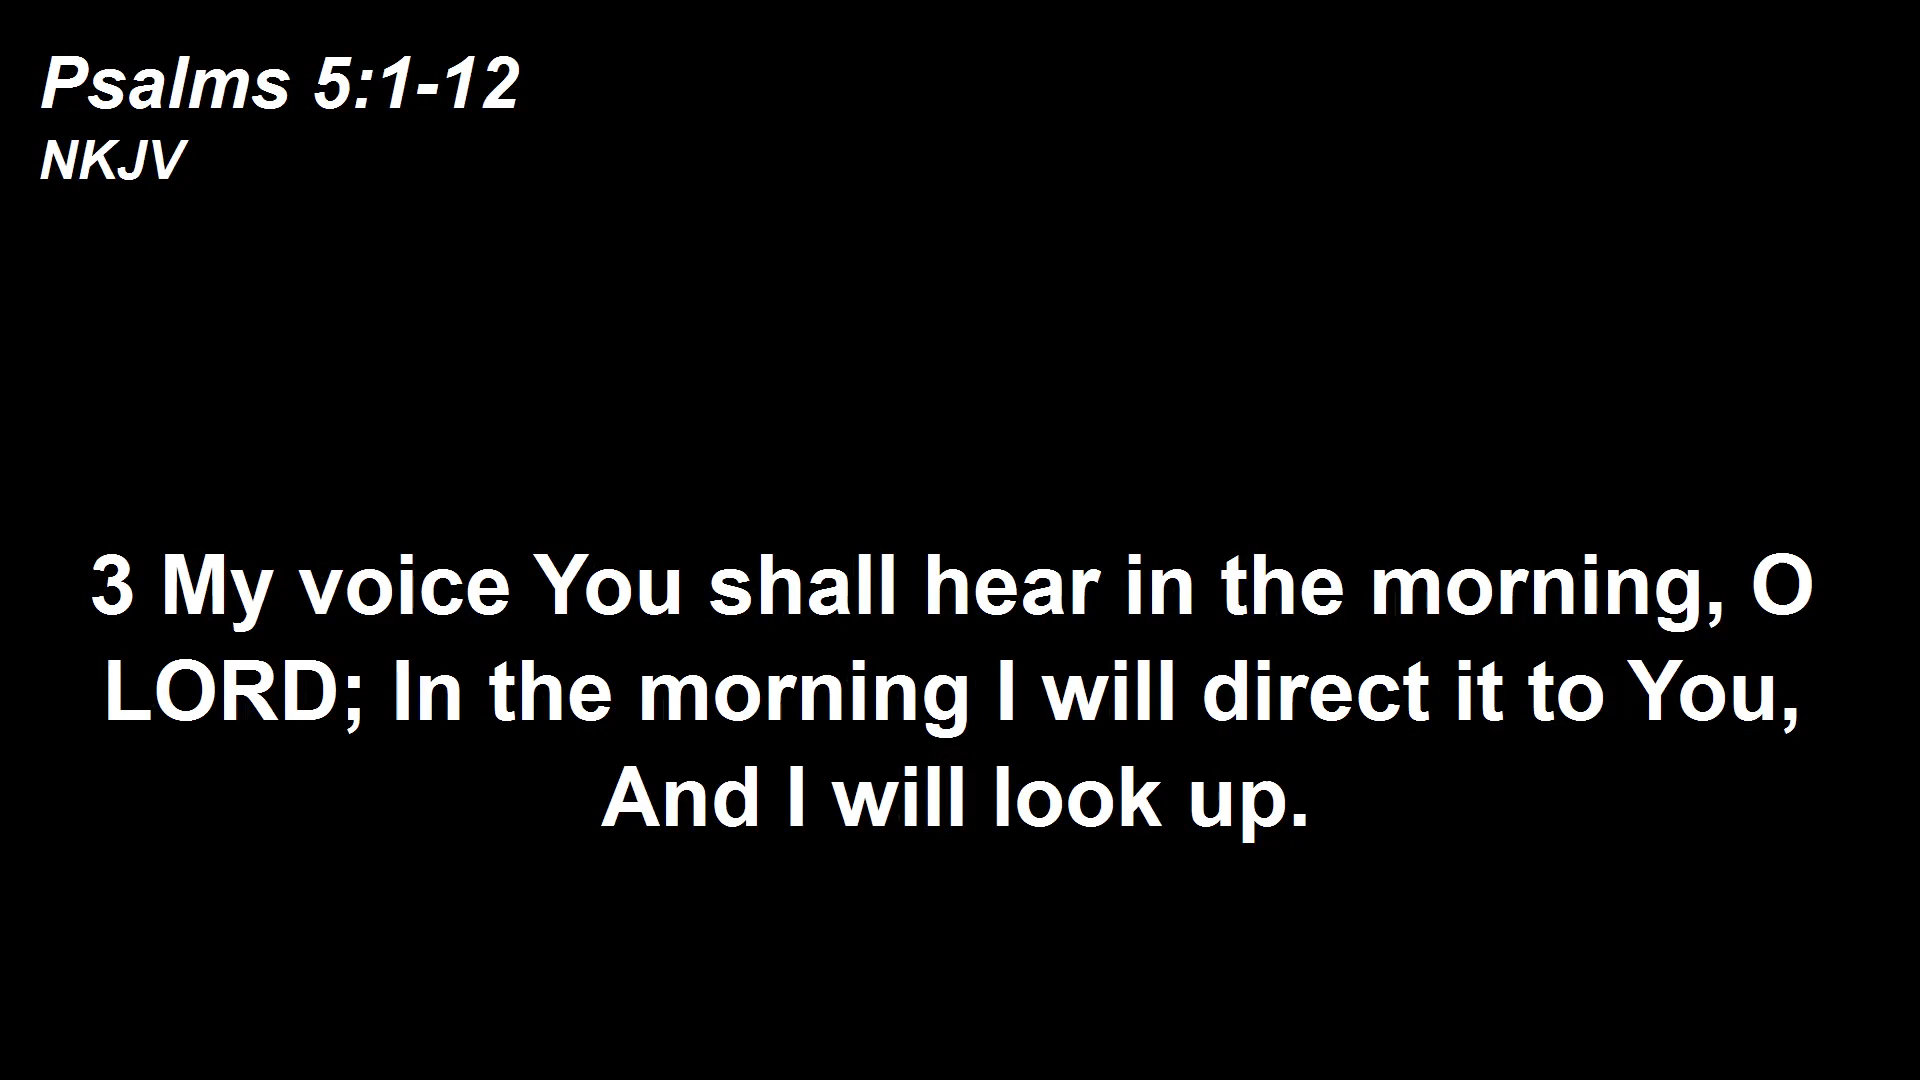 Psalms 5:1-12
NKJV
3 My voice You shall hear in the morning, O
LORD; In the morning I will direct it to You,
And I will look up.